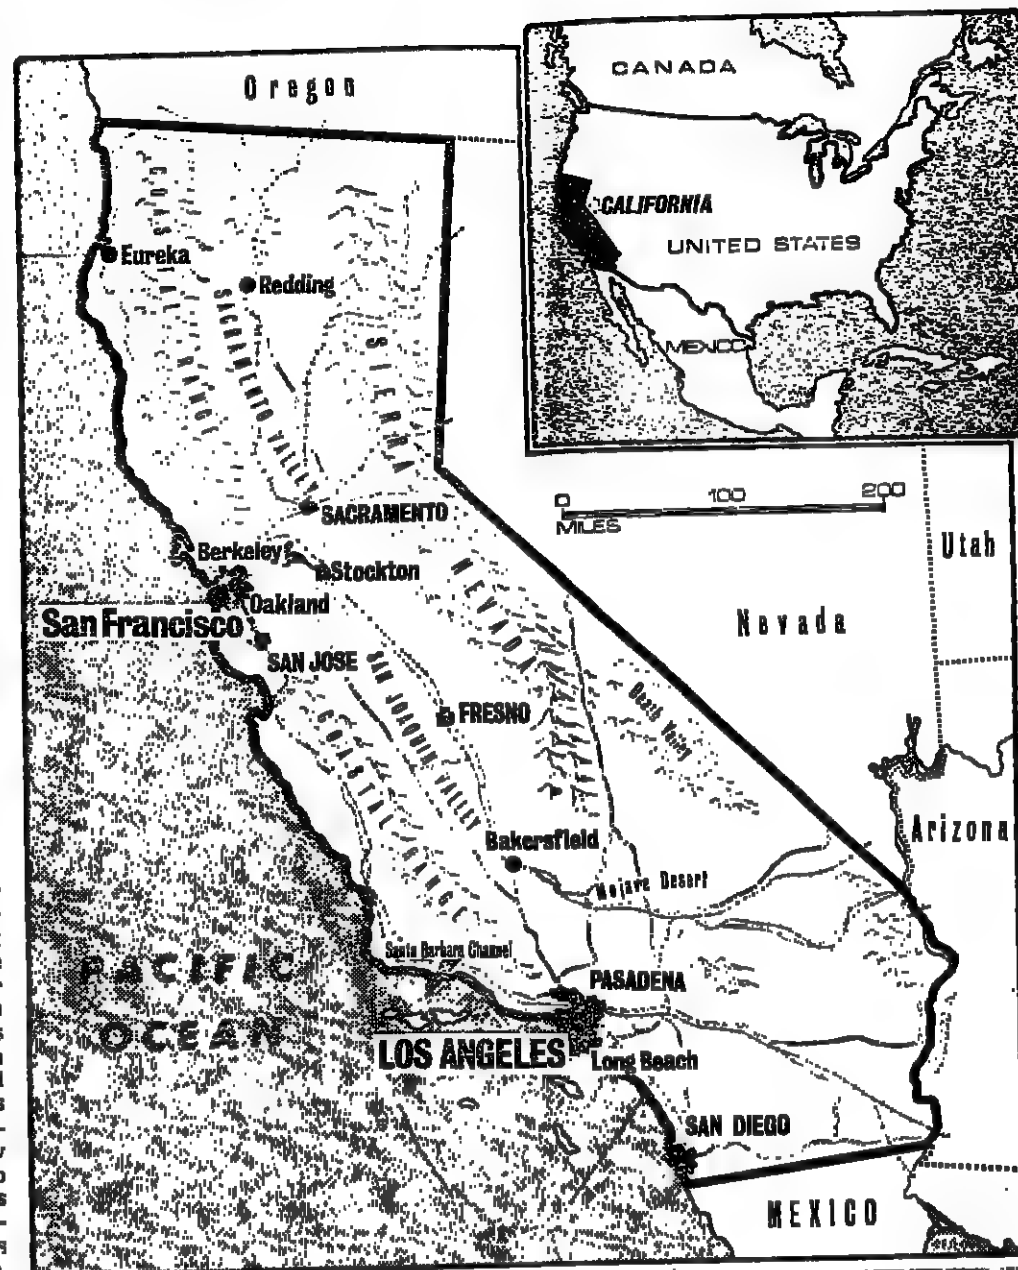 Oregon
CANADA
CALIFORNIA
UNITED STATES
MEXICO
Eureka
Redding
COASTAL RANGE
SACRAMENTO VALLEY
SIERRA
0 100 200
MILES
SACRAMENTO
Utah
Berkeley
Stockton
NEVADA
Oakland
San Francisco
Nevada
SAN JOSE
SAN JOAQUIN VALLEY
Death Valley
FRESNO
COASTAL RANGE
Arizona
Bakersfield
Mojave Desert
Santa Barbara Channel
PACIFIC
OCEAN
PASADENA
LOS ANGELES
Long Beach
SAN DIEGO
MEXICO